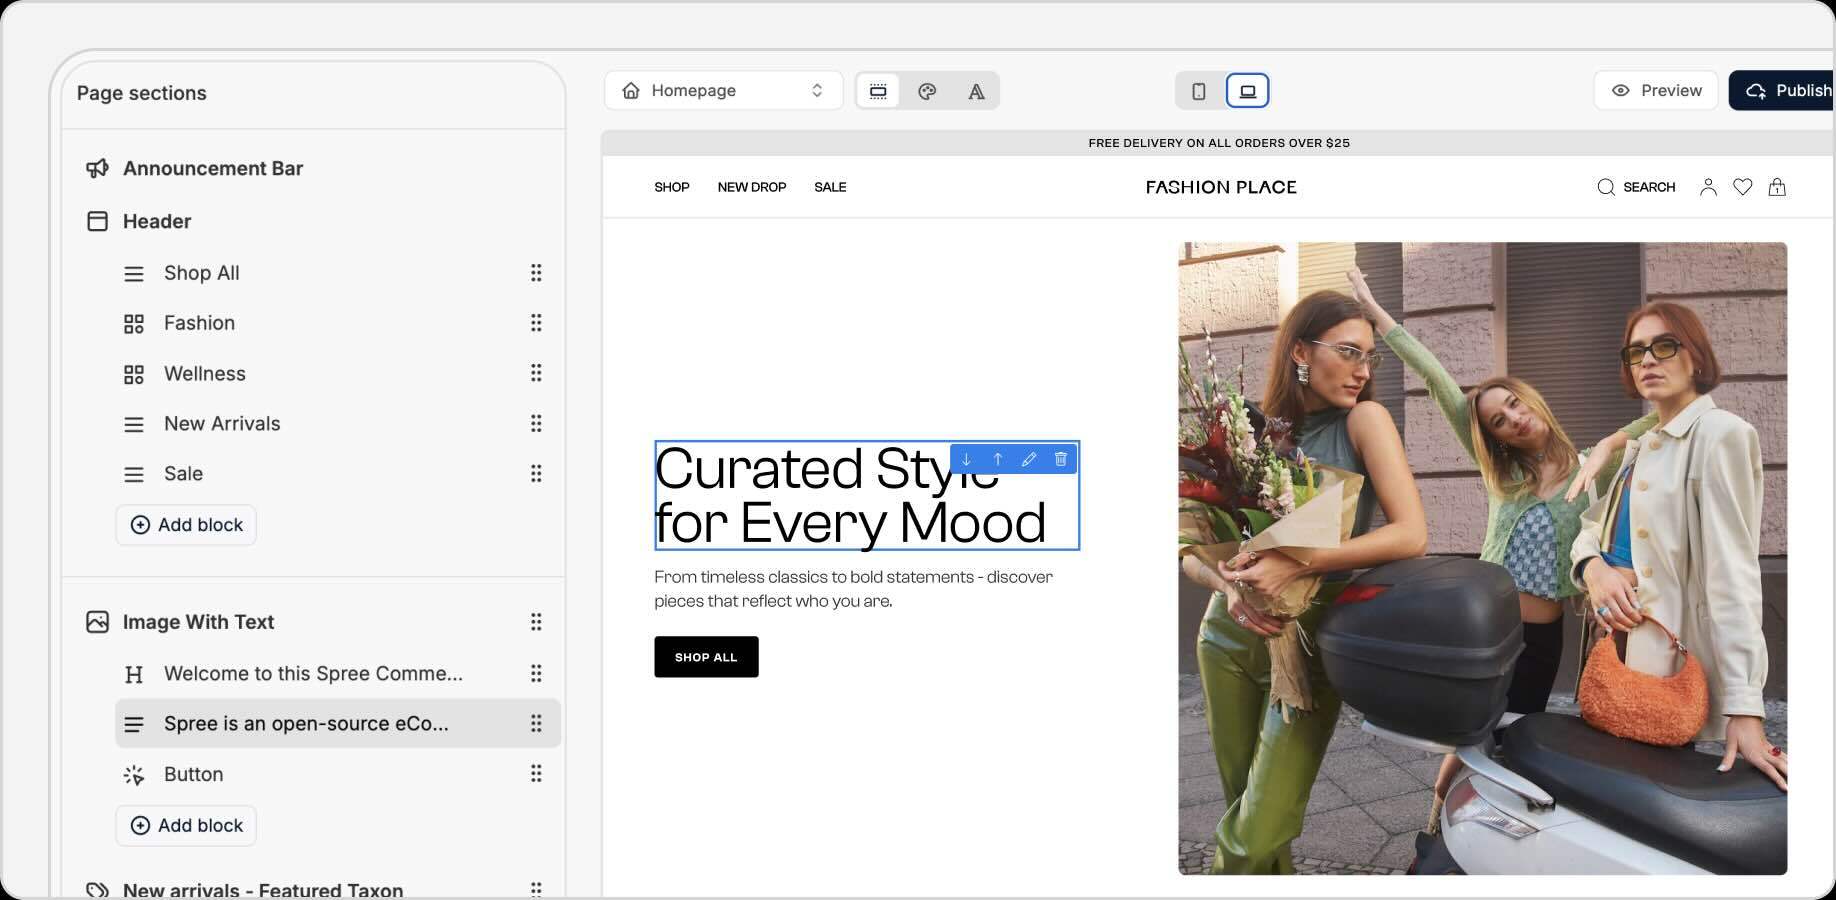 Page sections
Homepage
Preview
Publish
Announcement Bar
Header
Shop All
Fashion
Wellness
New Arrivals
Sale
Add block
Image With Text
Welcome to this Spree Comme...
Spree is an open-source eCo...
Button
Add block
New arrivals - Featured Taxon
FREE DELIVERY ON ALL ORDERS OVER $25
SHOP NEW DROP SALE
FASHION PLACE
SEARCH
1
Curated Style
for Every Mood
From timeless classics to bold statements - discover
pieces that reflect who you are.
SHOP ALL